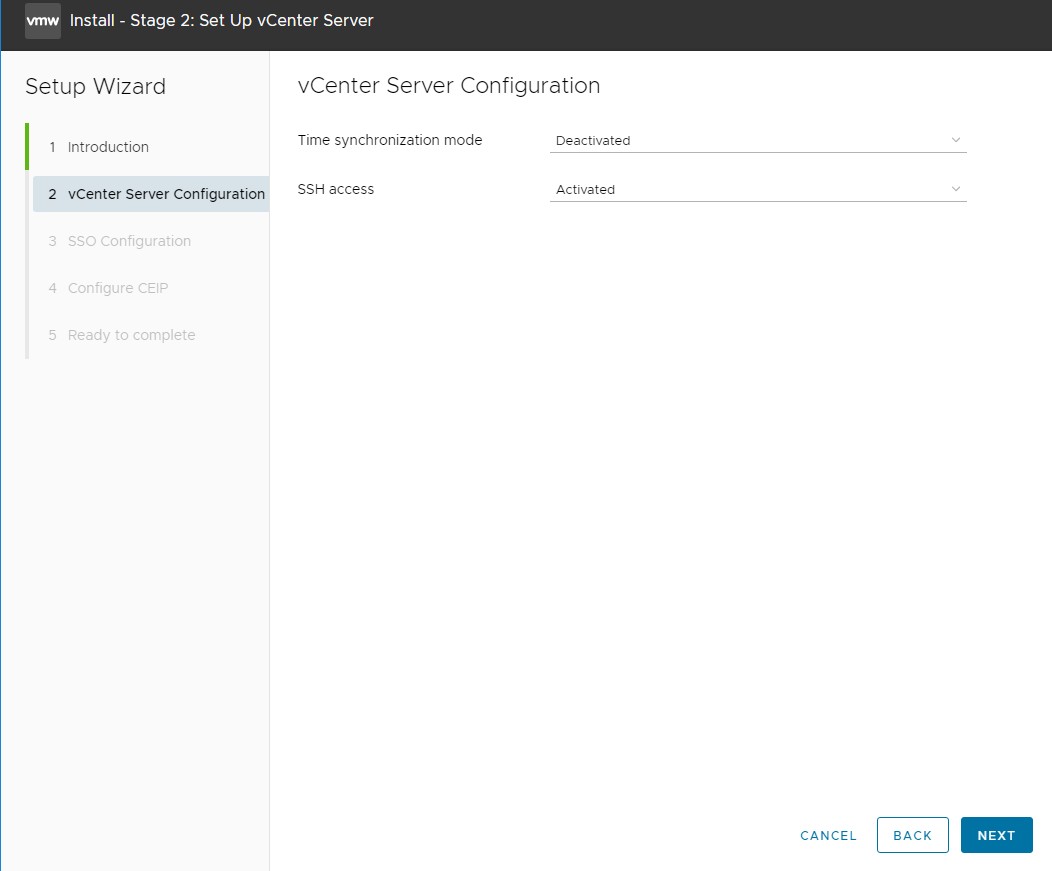 vmw Install - Stage 2: Set Up vCenter Server
Setup Wizard
1 Introduction
2 vCenter Server Configuration
3 SSO Configuration
4 Configure CEIP
5 Ready to complete
vCenter Server Configuration
Time synchronization mode Deactivated
SSH access Activated
CANCEL BACK NEXT